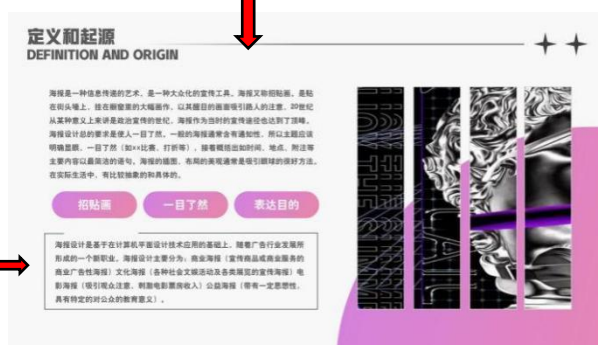 定义和起源
DEFINITION AND ORIGIN
海报是一种信息传递的艺术，是一种大众化的宣传工具。海报又称招贴画，是贴
在街头墙上，挂在橱窗里的大幅画作，以其醒目的画面吸引路人的注意，20世纪
从某种意义上来讲是政治宣传的世纪，海报作为当时的宣传途径也达到了顶峰。
海报设计总的要求是使人一目了然，一般的海报通常含有通知性，所以主题应该
明确显眼、一目了然（如××比赛、打折等），接着概括出如时间、地点、附注等
主要内容以最简洁的语句。海报的插图、布局的美观通常是吸引眼球的很好方法。
在实际生活中，有比较抽象的和具体的。
招贴画
一目了然
表达目的
海报设计是基于在计算机平面设计技术应用的基础上，随着广告行业发展所
形成的一个新职业。海报设计主要分为：商业海报（宣传商品或商业服务的
商业广告性海报）文化海报（各种社会文娱活动及各类展览的宣传海报）电
影海报（吸引观众注意、刺激电影票房收入）公益海报（带有一定思想性，
具有特定的对公众的教育意义）。